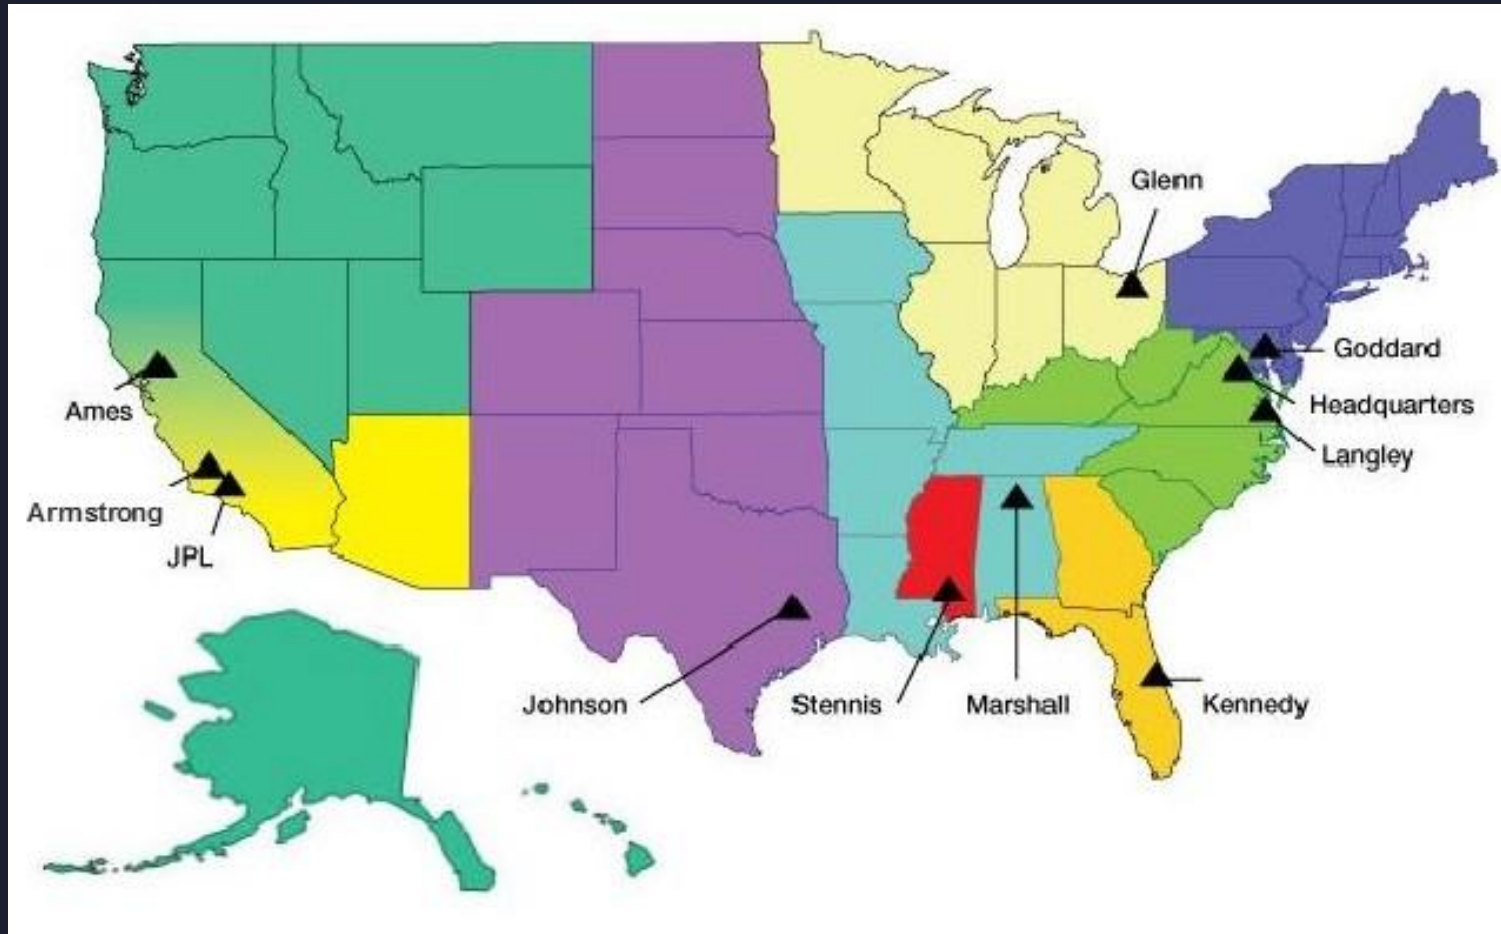 Glenn
Goddard
Ames
Headquarters
Langley
Armstrong
JPL
Johnson
Stennis
Marshall
Kennedy